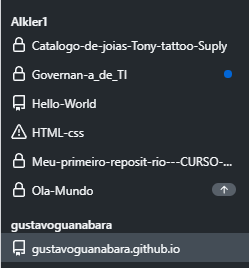 Alkler1
Catalogo-de-joias-Tony-tattoo-Suply
Governan-a_de_TI
Hello-World
HTML-css
Meu-primeiro-reposit-rio---CURSO-...
Ola-Mundo
gustavoguanabara
gustavoguanabara.github.io